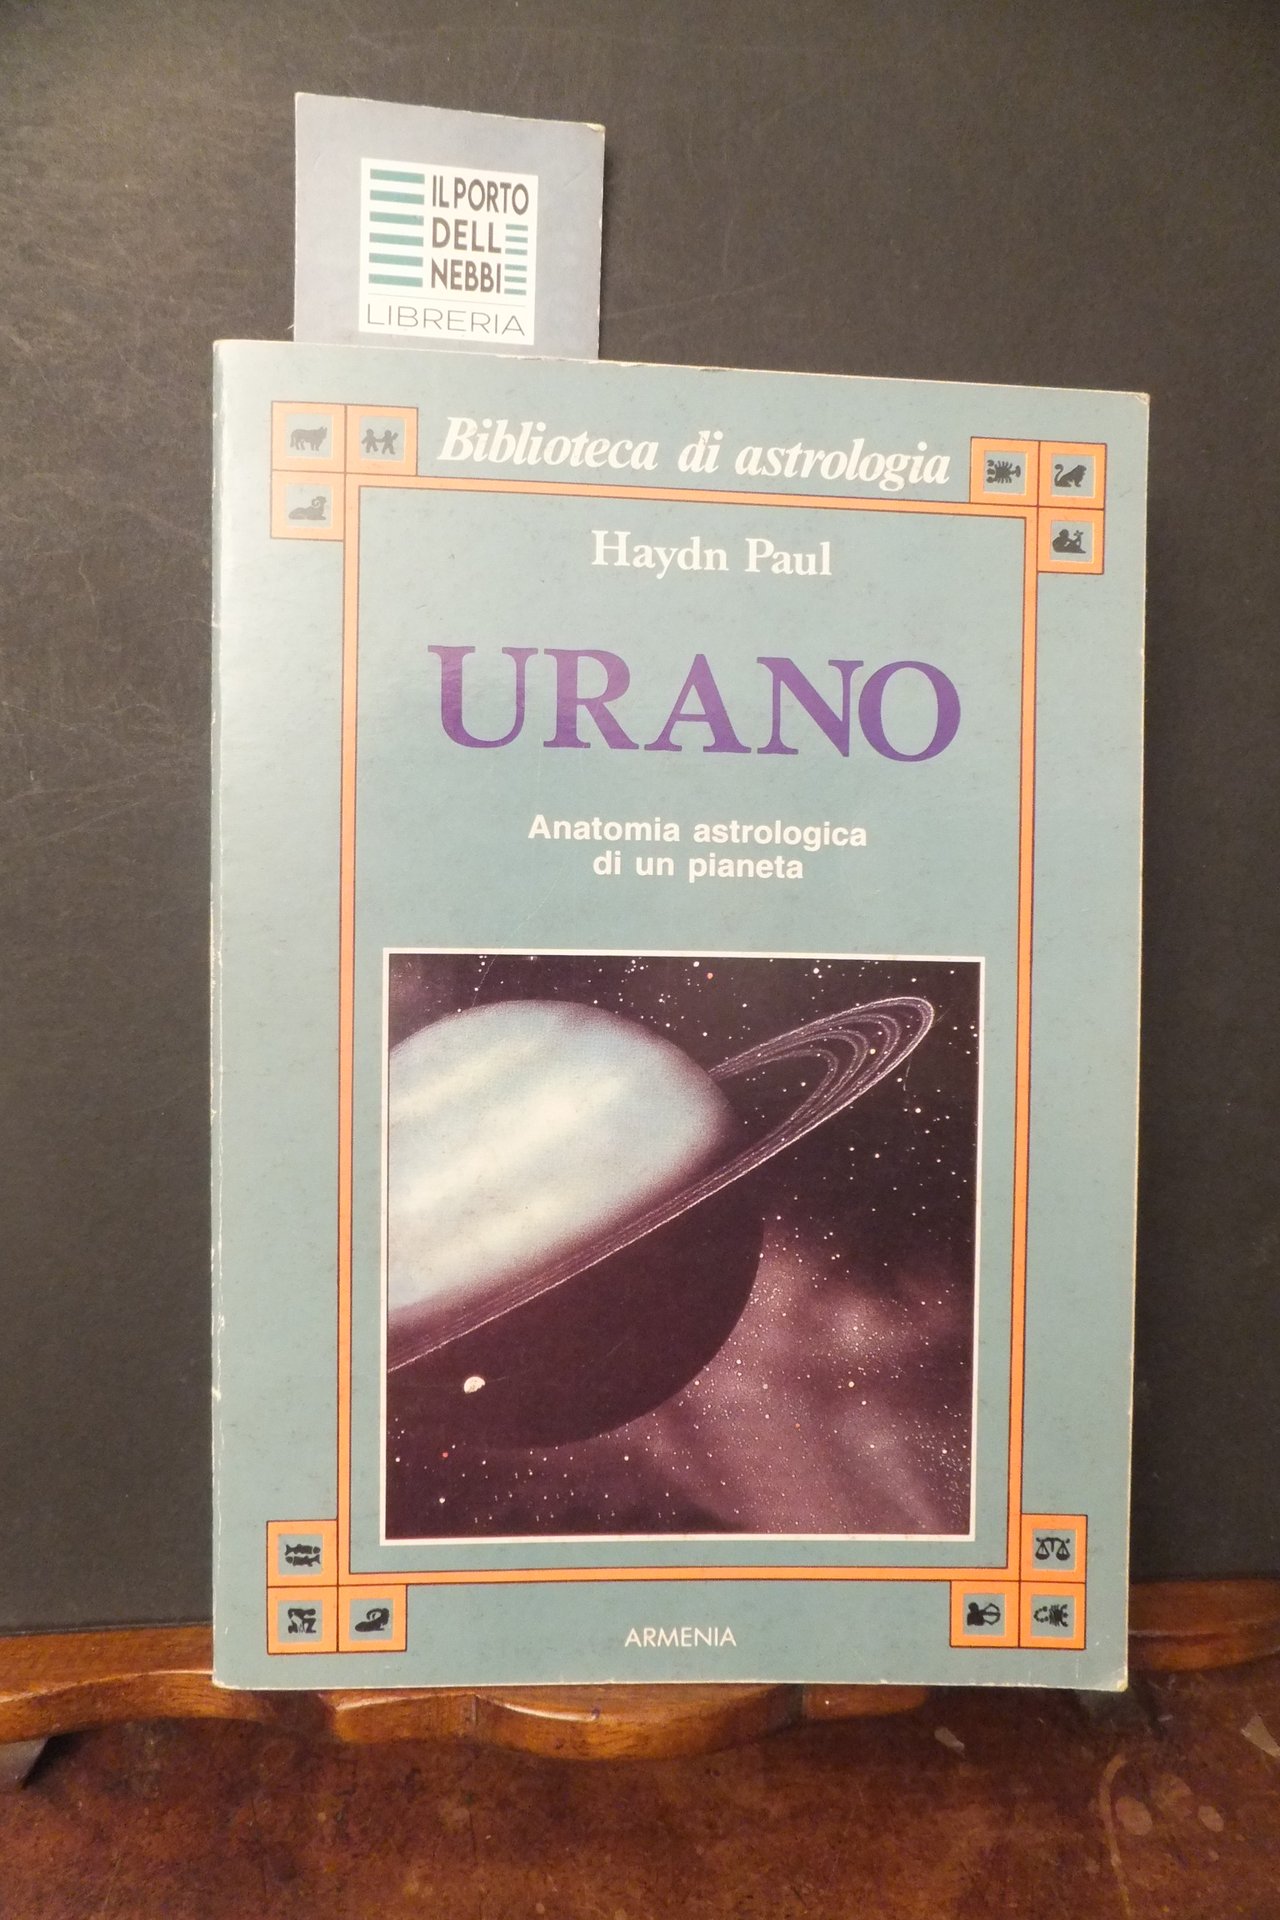 IL PORTO
DELL
NEBBI
LIBRERIA
Biblioteca di astrologia
Haydn Paul
URANO
Anatomia astrologica
di un pianeta
ARMENIA